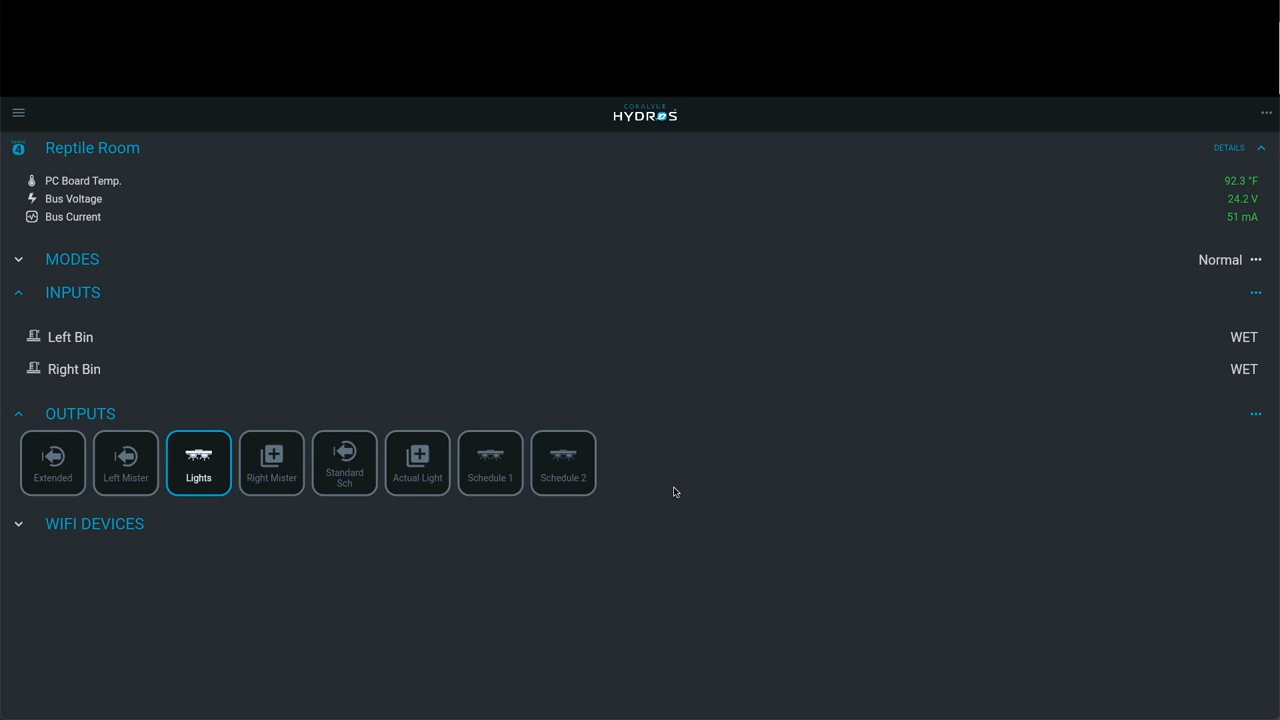 CORALVUE
HYDROS
4 Reptile Room DETAILS
PC Board Temp. 92.3 °F
Bus Voltage 24.2 V
Bus Current 51 mA
MODES Normal
INPUTS
Left Bin WET
Right Bin WET
OUTPUTS
Extended
Left Mister
Lights
Right Mister
Standard
Sch
Actual Light
Schedule 1
Schedule 2
WIFI DEVICES